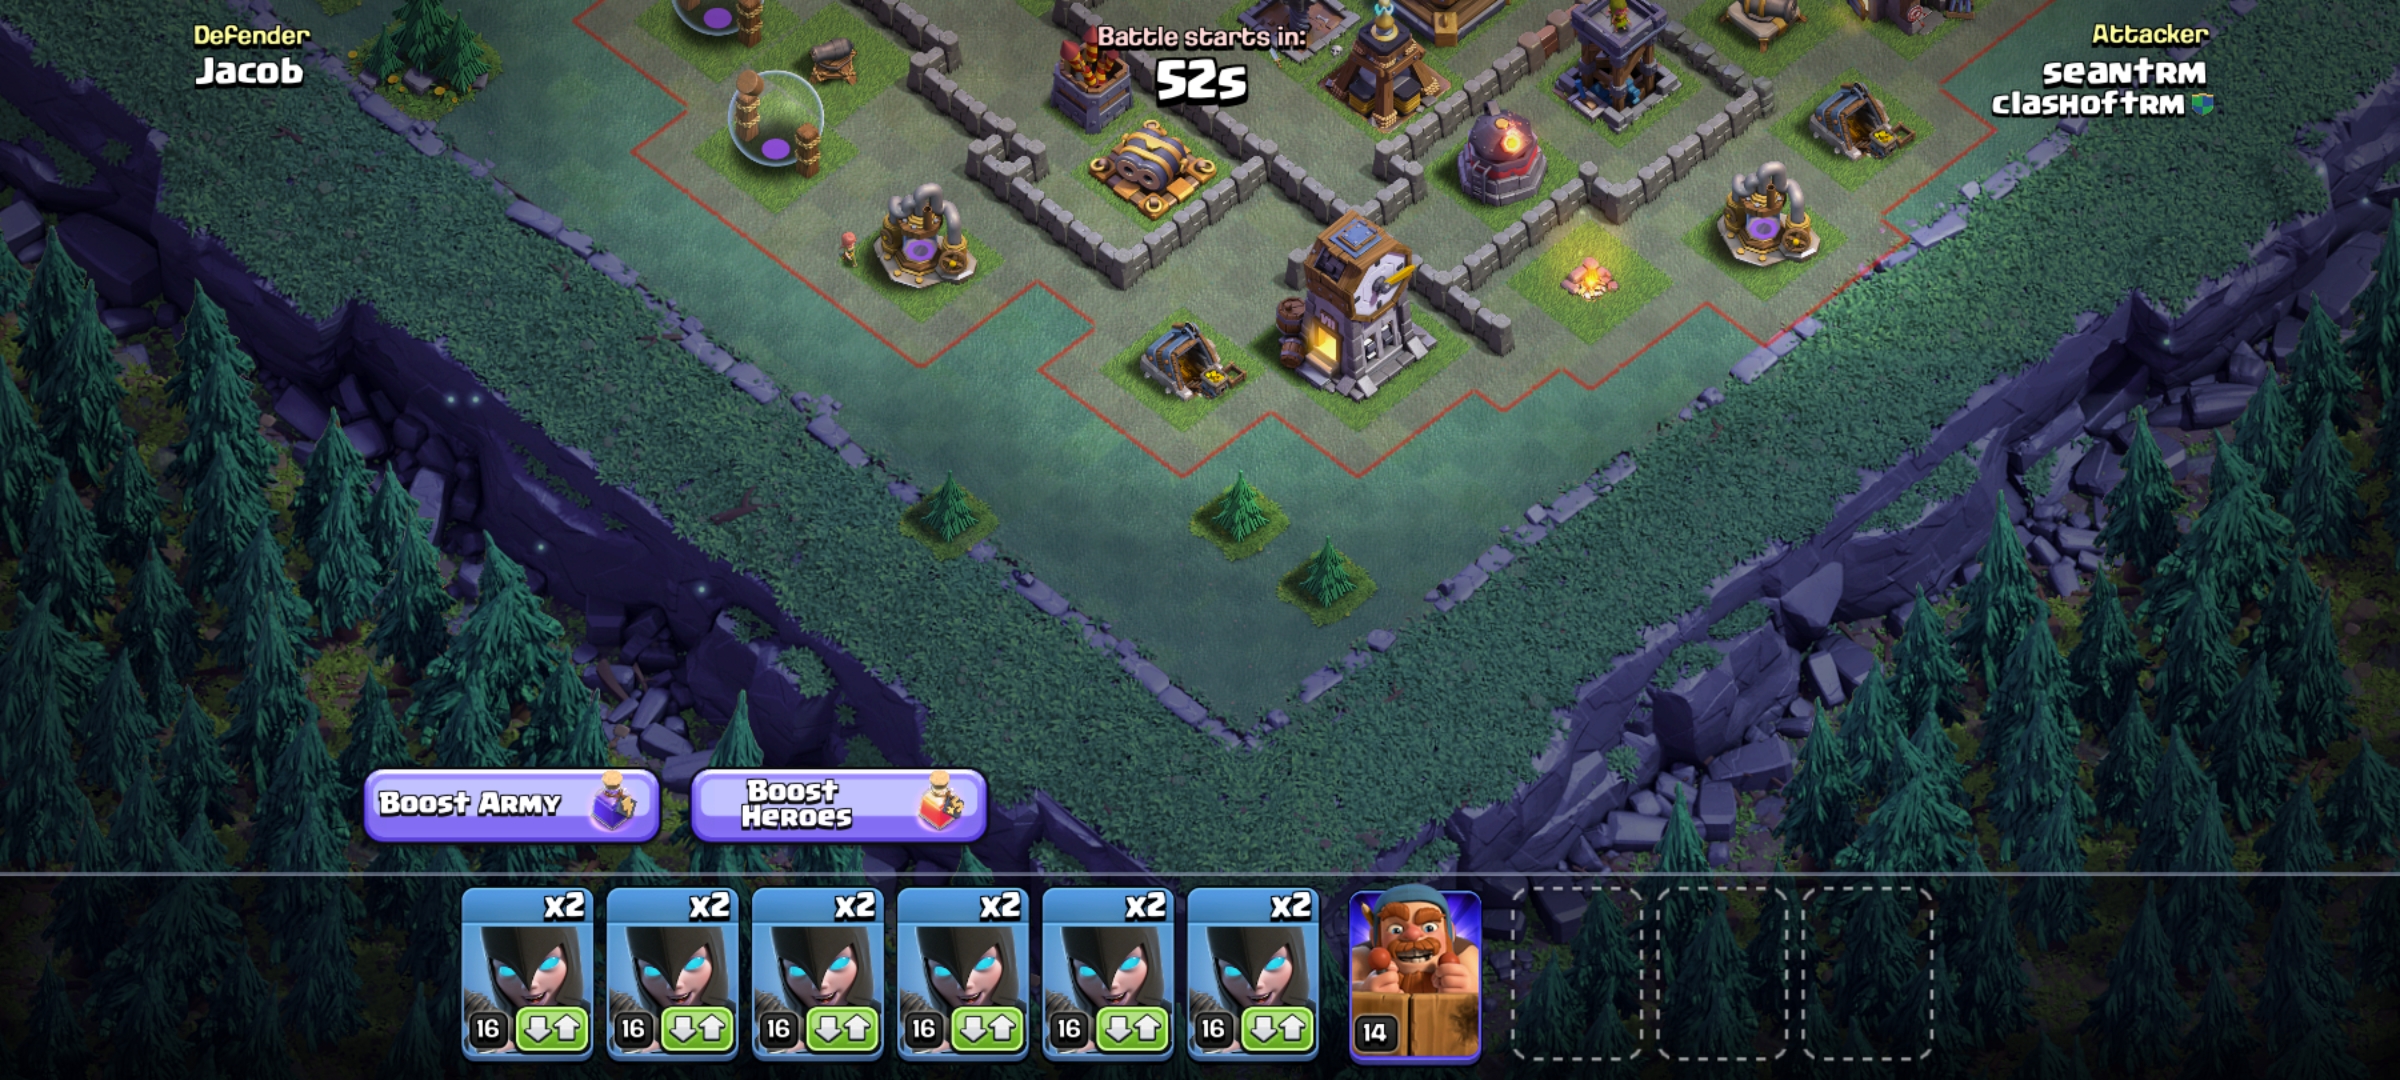 Defender
Jacob
Battle starts in:
52s
Attacker
seantRM
clashoftRM
Boost Army
Boost
Heroes
x2
x2
x2
x2
x2
x2
16
16
16
16
16
16
14